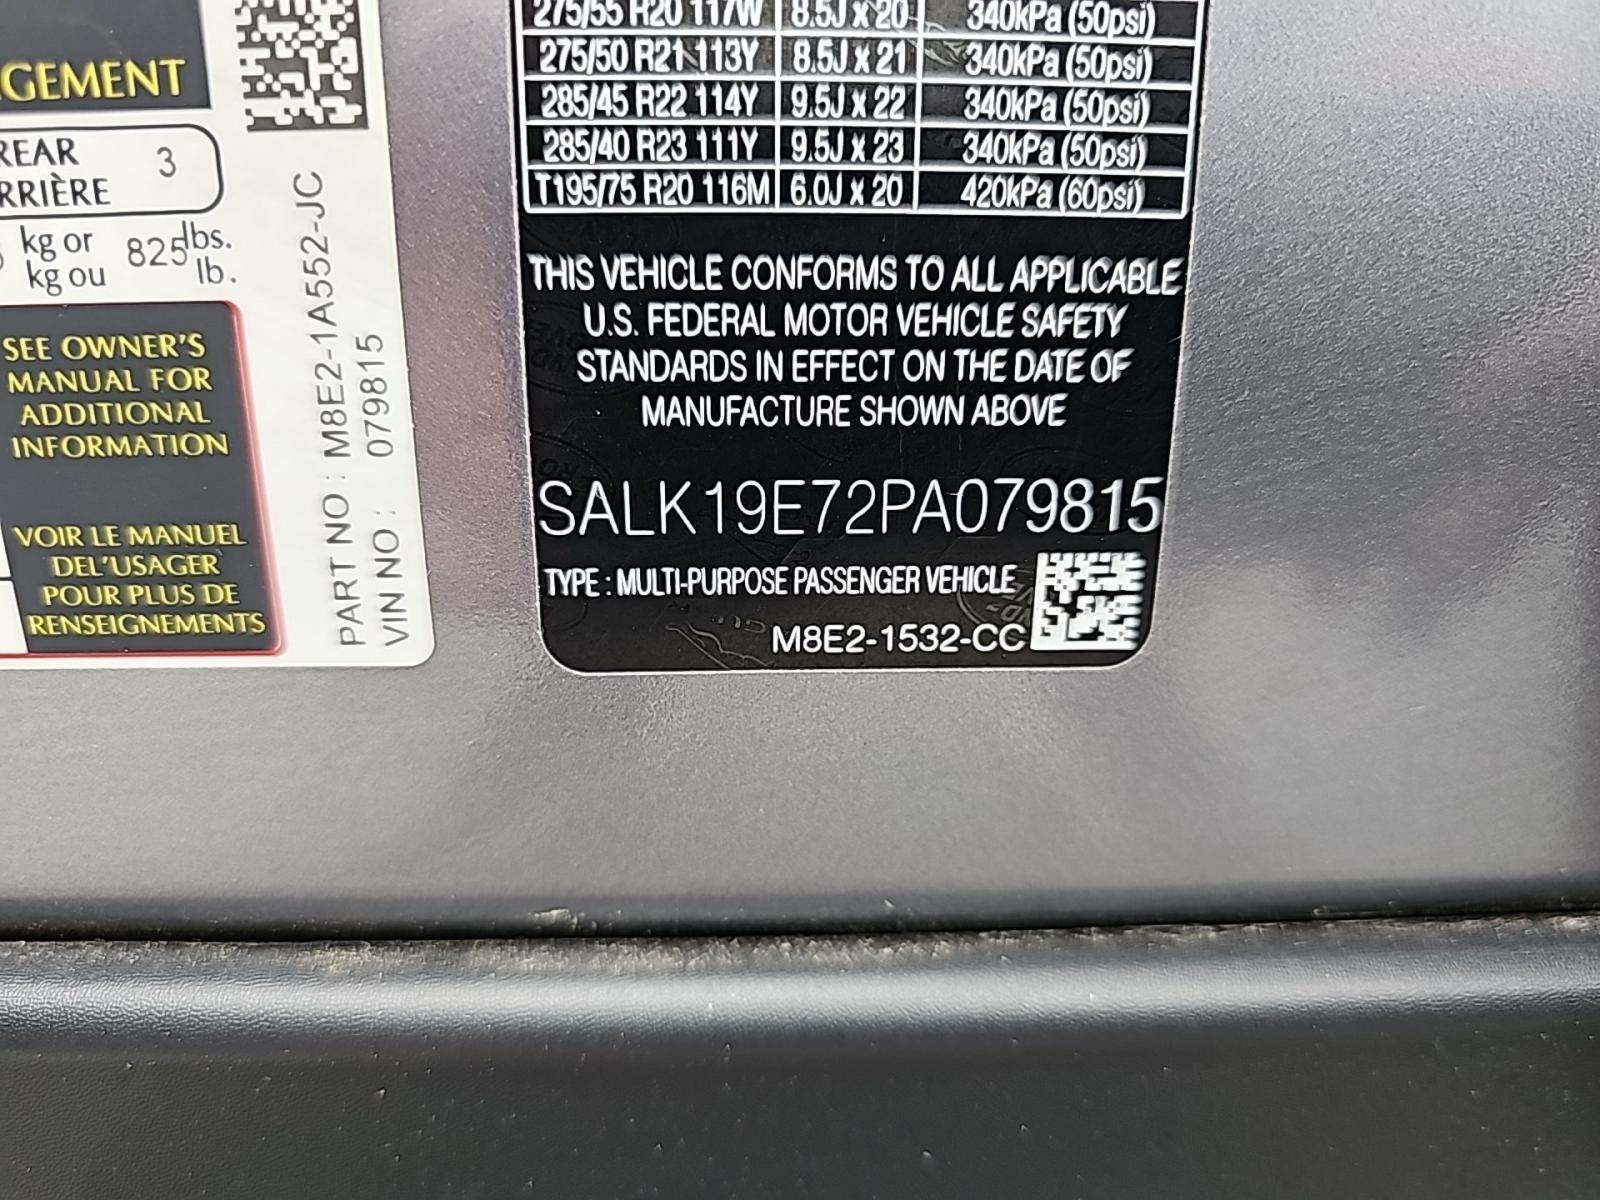 GEMENT
REAR 3
RRIÈRE
kg or 825 lbs.
kg ou lb.
SEE OWNER'S
MANUAL FOR
ADDITIONAL
INFORMATION
VOIR LE MANUEL
DEL'USAGER
POUR PLUS DE
RENSEIGNEMENTS
PART NO : M8E2-1A552-JC
VIN NO : 079815
275/55 R20 117W 8.5J x 20 340kPa (50psi)
275/50 R21 113Y 8.5J x 21 340kPa (50psi)
285/45 R22 114Y 9.5J x 22 340kPa (50psi)
285/40 R23 111Y 9.5J x 23 340kPa (50psi)
T195/75 R20 116M 6.0J x 20 420kPa (60psi)
THIS VEHICLE CONFORMS TO ALL APPLICABLE
U.S. FEDERAL MOTOR VEHICLE SAFETY
STANDARDS IN EFFECT ON THE DATE OF
MANUFACTURE SHOWN ABOVE
SALK19E72PA079815
TYPE : MULTI-PURPOSE PASSENGER VEHICLE
M8E2-1532-CC